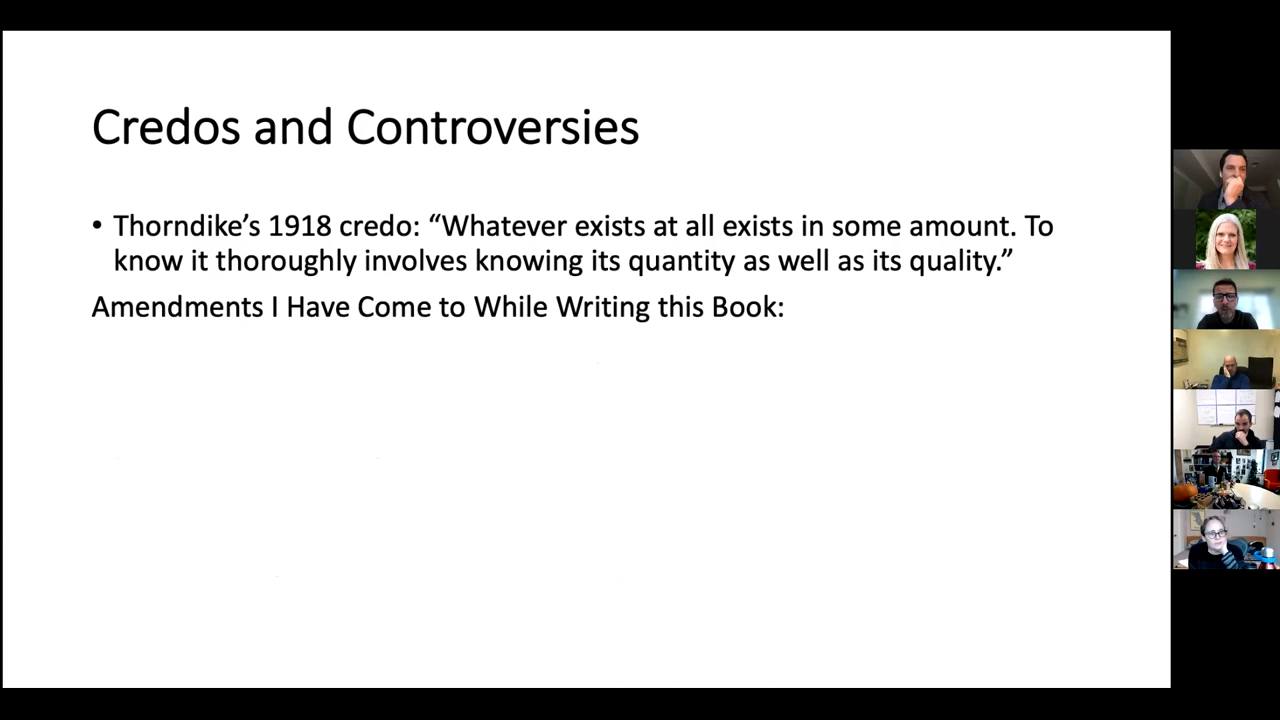 Credos and Controversies
• Thorndike’s 1918 credo: “Whatever exists at all exists in some amount. To
know it thoroughly involves knowing its quantity as well as its quality.”
Amendments I Have Come to While Writing this Book: